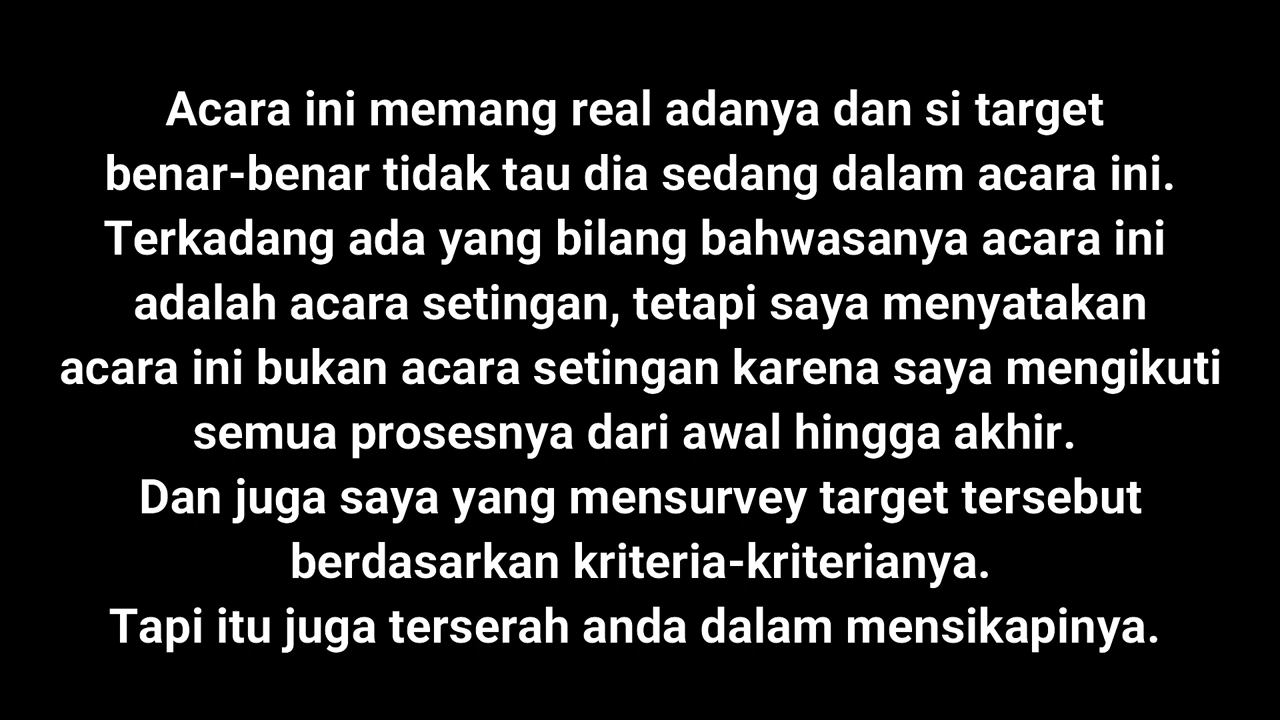 Acara ini memang real adanya dan si target
benar-benar tidak tau dia sedang dalam acara ini.
Terkadang ada yang bilang bahwasanya acara ini
adalah acara setingan, tetapi saya menyatakan
acara ini bukan acara setingan karena saya mengikuti
semua prosesnya dari awal hingga akhir.
Dan juga saya yang mensurvey target tersebut
berdasarkan kriteria-kriterianya.
Tapi itu juga terserah anda dalam mensikapinya.